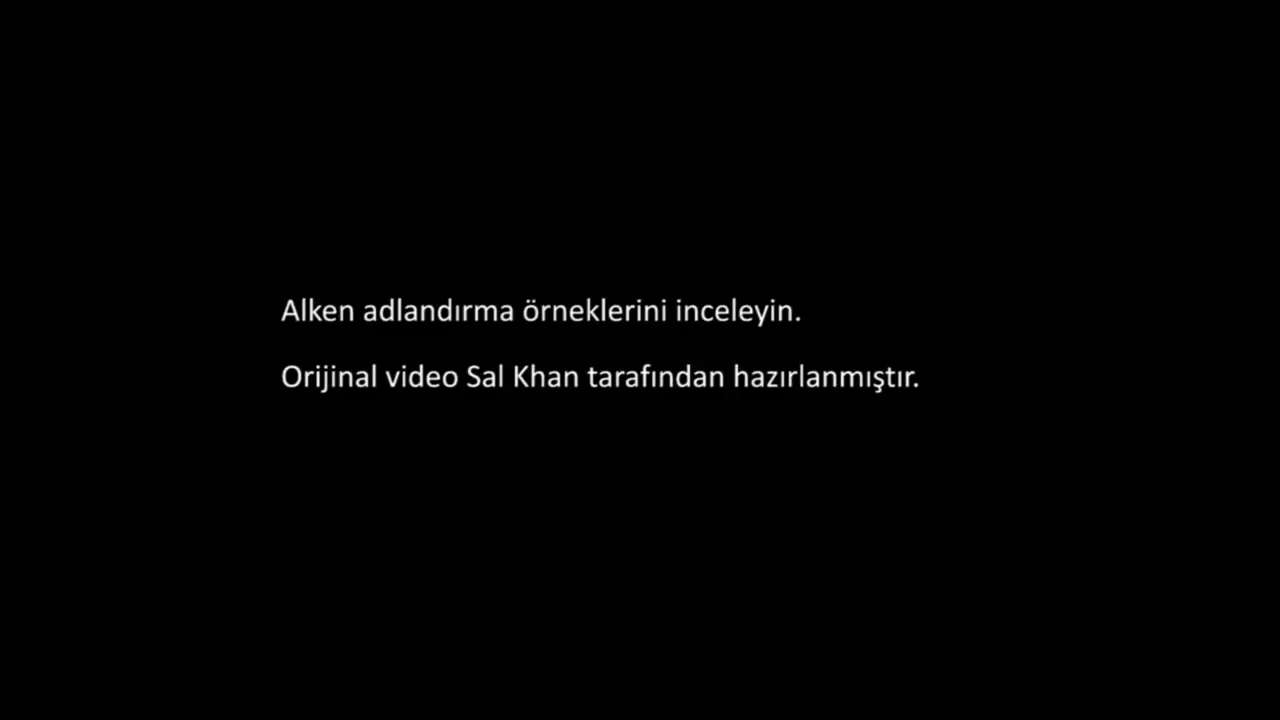 Alken adlandırma örneklerini inceleyin.
Orijinal video Sal Khan tarafından hazırlanmıştır.